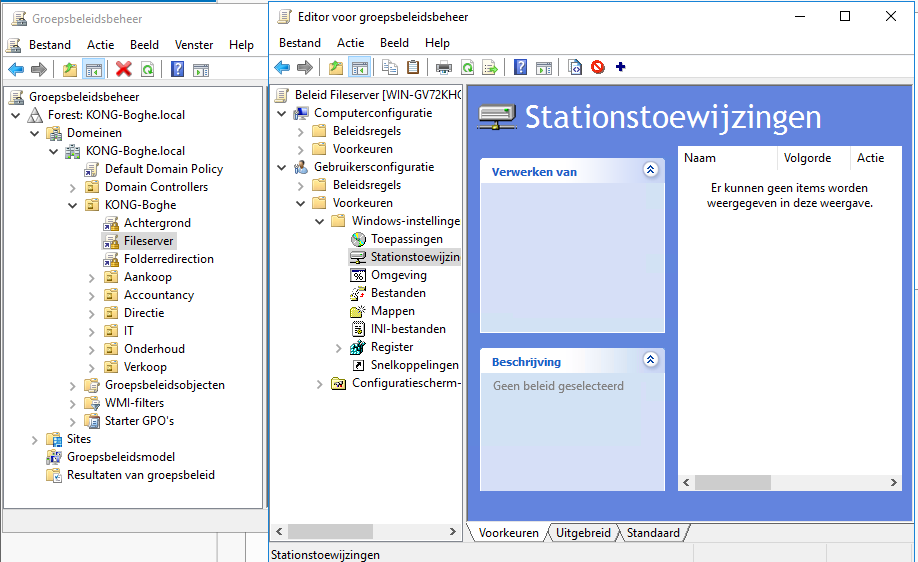 Groepsbeleidsbeheer
Bestand Actie Beeld Venster Help
Groepsbeleidsbeheer
Forest: KONG-Boghe.local
Domeinen
KONG-Boghe.local
Default Domain Policy
Domain Controllers
KONG-Boghe
Achtergrond
Fileserver
Folderredirection
Aankoop
Accountancy
Directie
IT
Onderhoud
Verkoop
Groepsbeleidsobjecten
WMI-filters
Starter GPO's
Sites
Groepsbeleidsmodel
Resultaten van groepsbeleid
Editor voor groepsbeleidsbeheer
Bestand Actie Beeld Help
Beleid Fileserver [WIN-GV72KH
Computerconfiguratie
Beleidsregels
Voorkeuren
Gebruikersconfiguratie
Beleidsregels
Voorkeuren
Windows-instellinge
Toepassingen
Stationstoewijzin
Omgeving
Bestanden
Mappen
INI-bestanden
Register
Snelkoppelingen
Configuratiescherm-
Stationstoewijzingen
Verwerken van
Beschrijving
Geen beleid geselecteerd
Naam Volgorde Actie
Er kunnen geen items worden
weergegeven in deze weergave.
Voorkeuren Uitgebreid Standaard
Stationstoewijzingen